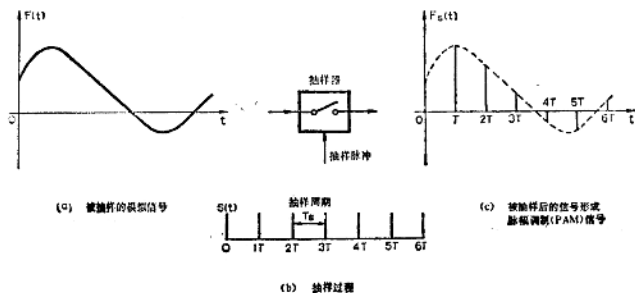 F(t)
O
t
(a) 被抽样的模拟信号
抽样器
抽样脉冲
Fs(t)
O T 2T 3T 4T 5T 6T t
(c) 被抽样后的信号形成
脉幅调制(PAM)信号
S(t)
抽样周期
Ts
O 1T 2T 3T 4T 5T 6T
(b) 抽样过程